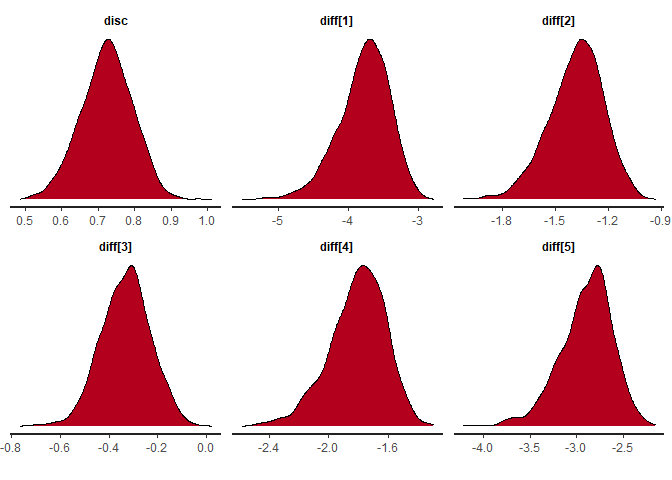 disc diff[1] diff[2]
0.5 0.6 0.7 0.8 0.9 1.0 -5 -4 -3 -1.8 -1.5 -1.2 -0.9
diff[3] diff[4] diff[5]
-0.8 -0.6 -0.4 -0.2 0.0 -2.4 -2.0 -1.6 -4.0 -3.5 -3.0 -2.5